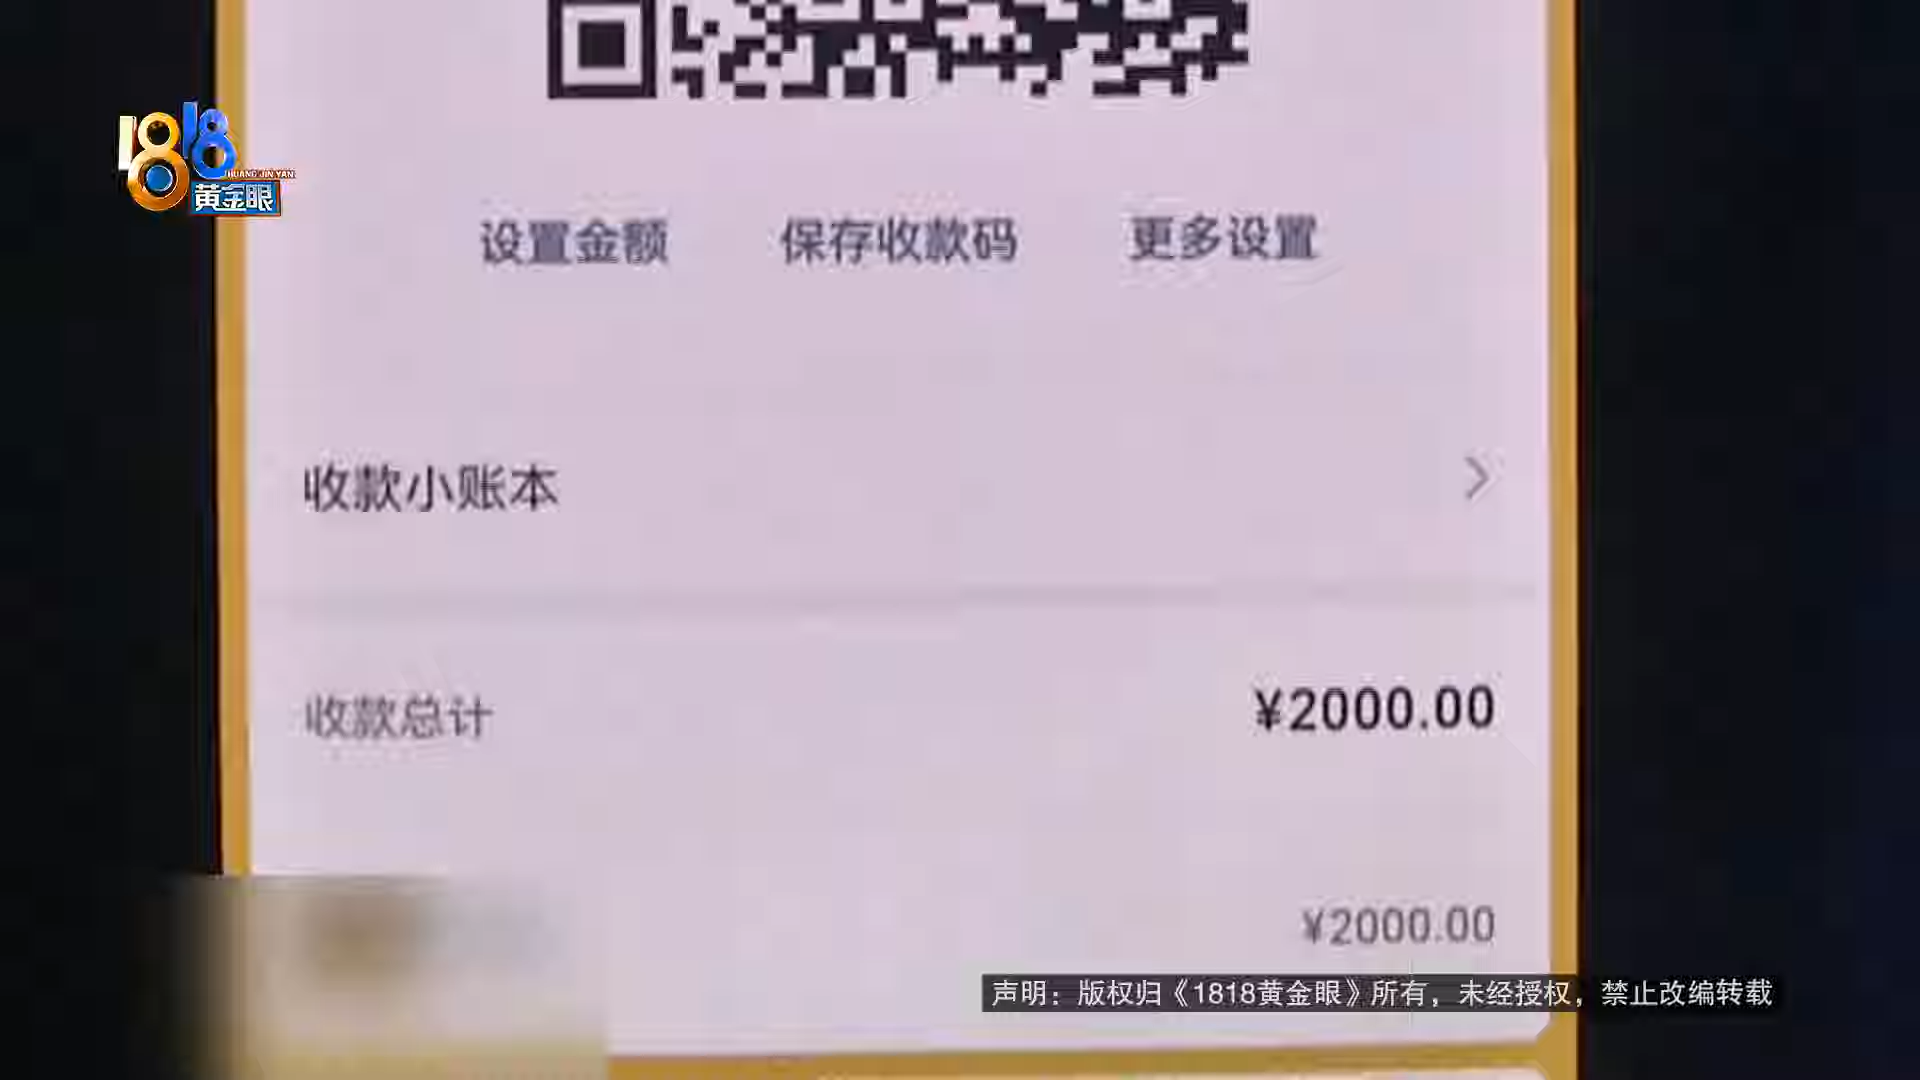 1818
HUANG JIN YAN
黄金眼
设置金额
保存收款码
更多设置
收款小账本
收款总计
¥2000.00
¥2000.00
声明：版权归《1818黄金眼》所有，未经授权，禁止改编转载